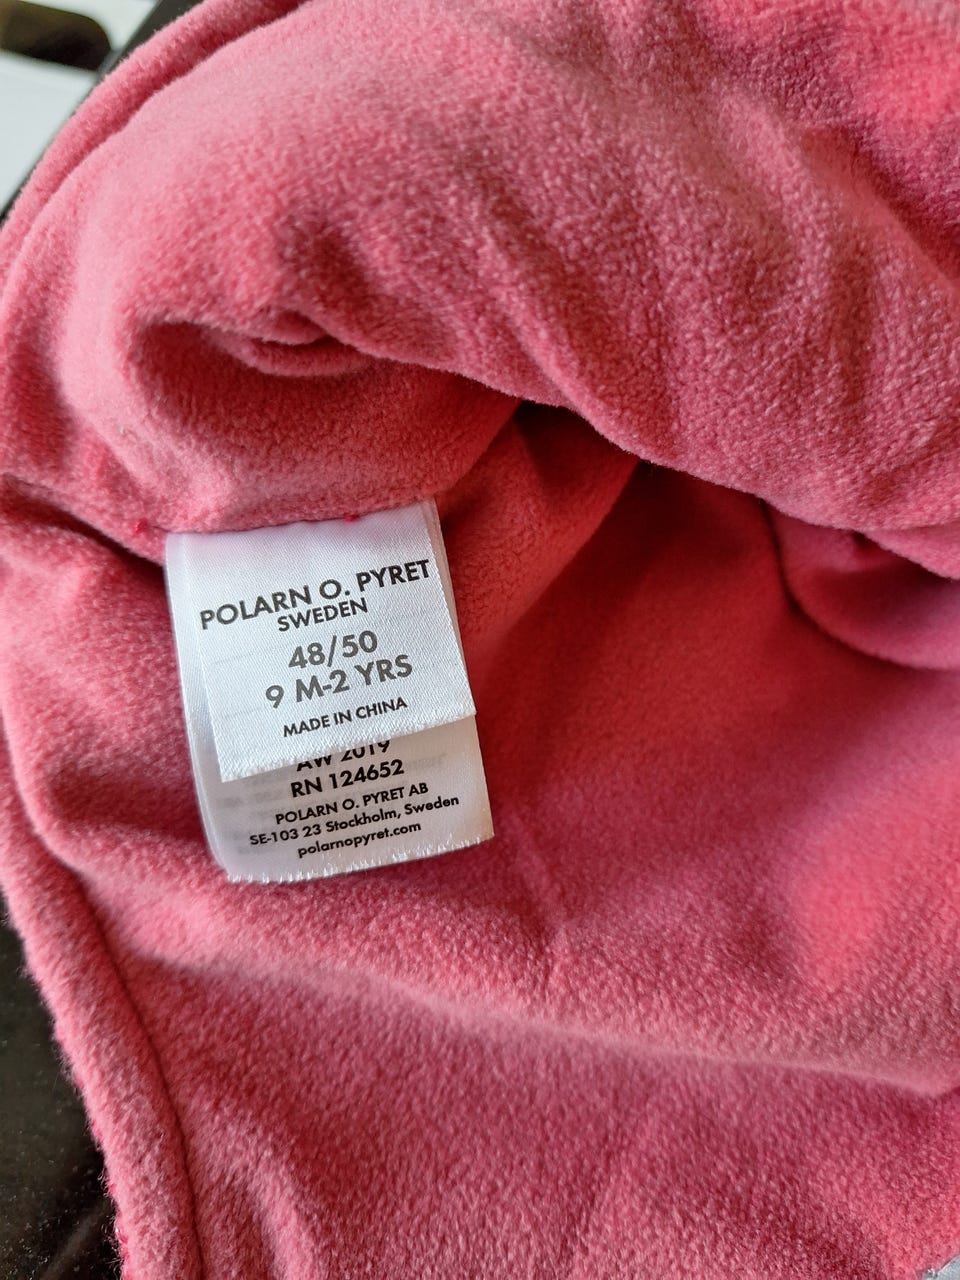 POLARN O. PYRET
SWEDEN
48/50
9 M-2 YRS
MADE IN CHINA
AW 2019
RN 124652
POLARN O. PYRET AB
SE-103 23 Stockholm, Sweden
polarnopyret.com